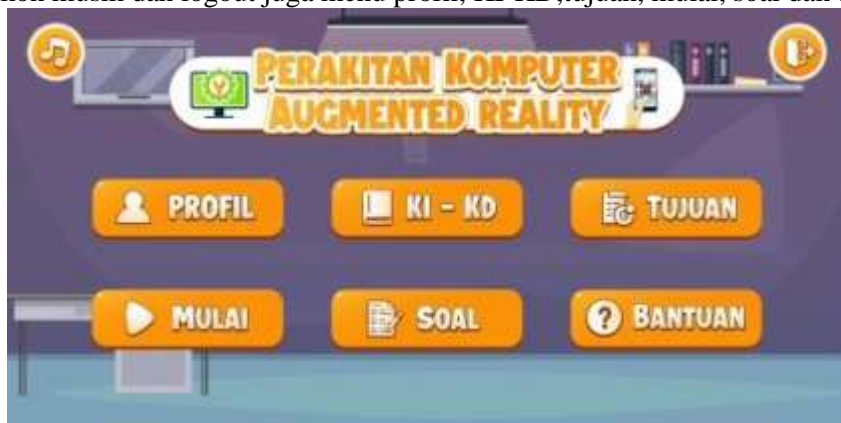 PERAKITAN KOMPUTER
AUGMENTED REALITY
PROFIL
KI - KD
TUJUAN
MULAI
SOAL
BANTUAN